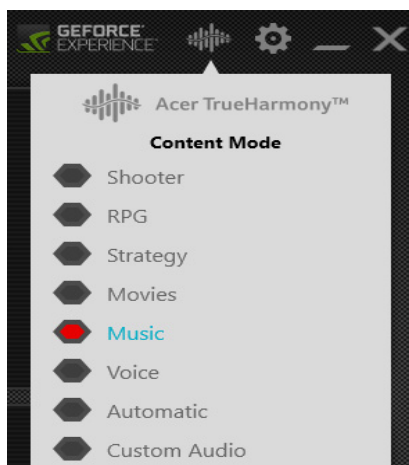 GEFORCE
EXPERIENCE
Acer TrueHarmony™
Content Mode
Shooter
RPG
Strategy
Movies
Music
Voice
Automatic
Custom Audio